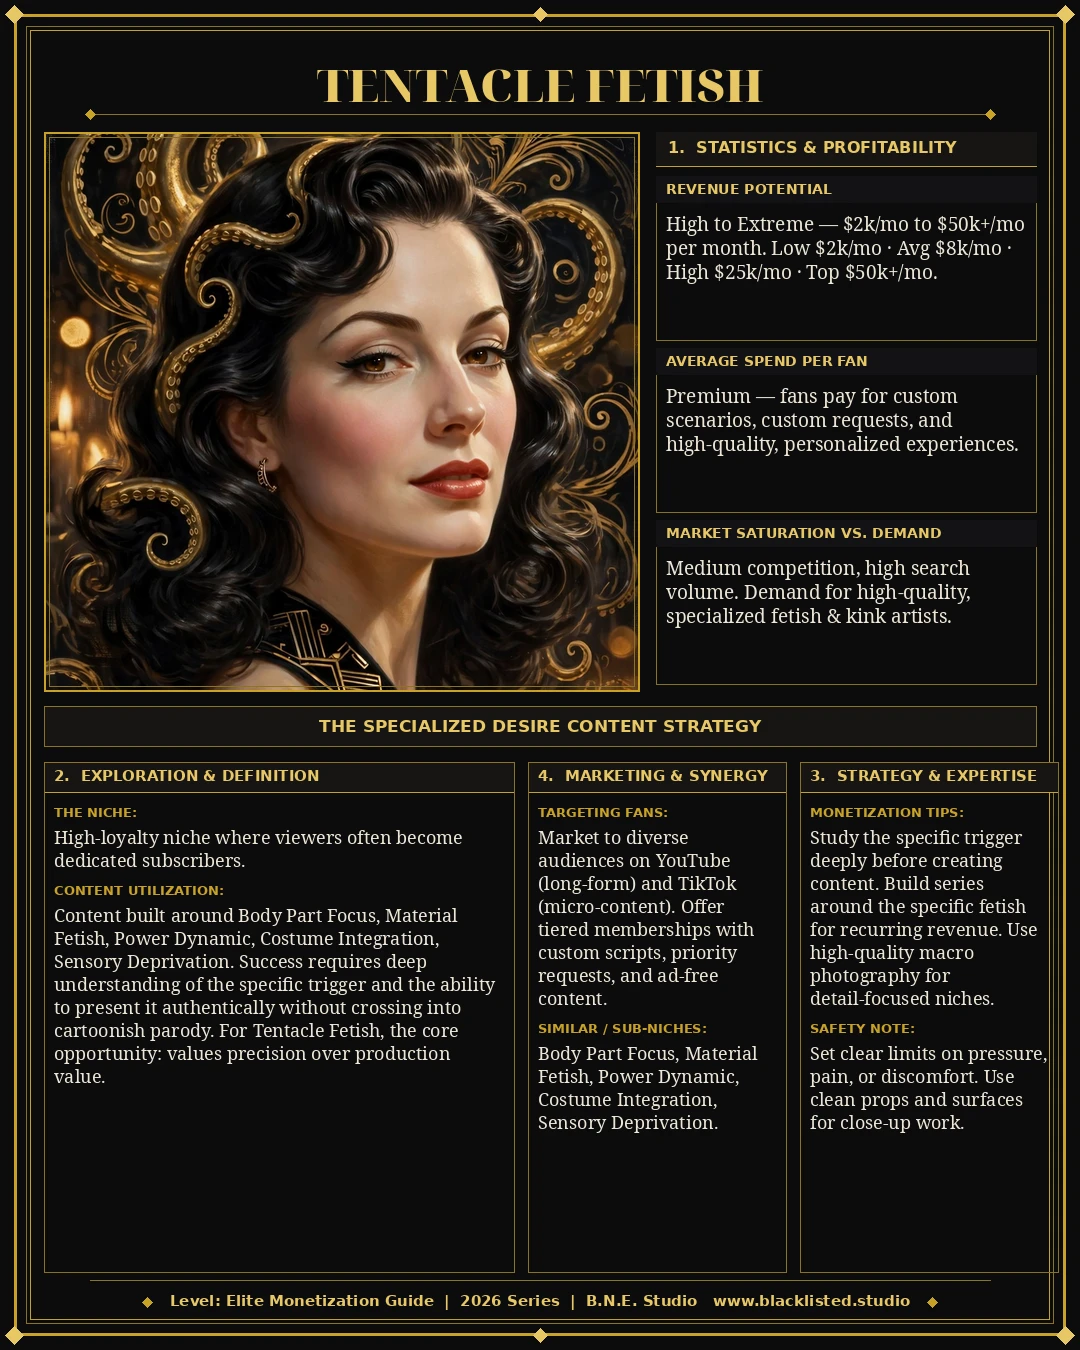 TENTACLE FETISH
1. STATISTICS & PROFITABILITY
REVENUE POTENTIAL
High to Extreme — $2k/mo to $50k+/mo
per month. Low $2k/mo · Avg $8k/mo ·
High $25k/mo · Top $50k+/mo.
AVERAGE SPEND PER FAN
Premium — fans pay for custom
scenarios, custom requests, and
high-quality, personalized experiences.
MARKET SATURATION VS. DEMAND
Medium competition, high search
volume. Demand for high-quality,
specialized fetish & kink artists.
THE SPECIALIZED DESIRE CONTENT STRATEGY
2. EXPLORATION & DEFINITION
THE NICHE:
High-loyalty niche where viewers often become
dedicated subscribers.
CONTENT UTILIZATION:
Content built around Body Part Focus, Material
Fetish, Power Dynamic, Costume Integration,
Sensory Deprivation. Success requires deep
understanding of the specific trigger and the ability
to present it authentically without crossing into
cartoonish parody. For Tentacle Fetish, the core
opportunity: values precision over production
value.
4. MARKETING & SYNERGY
TARGETING FANS:
Market to diverse
audiences on YouTube
(long-form) and TikTok
(micro-content). Offer
tiered memberships with
custom scripts, priority
requests, and ad-free
content.
SIMILAR / SUB-NICHES:
Body Part Focus, Material
Fetish, Power Dynamic,
Costume Integration,
Sensory Deprivation.
3. STRATEGY & EXPERTISE
MONETIZATION TIPS:
Study the specific trigger
deeply before creating
content. Build series
around the specific fetish
for recurring revenue. Use
high-quality macro
photography for
detail-focused niches.
SAFETY NOTE:
Set clear limits on pressure,
pain, or discomfort. Use
clean props and surfaces
for close-up work.
Level: Elite Monetization Guide | 2026 Series | B.N.E. Studio www.blacklisted.studio